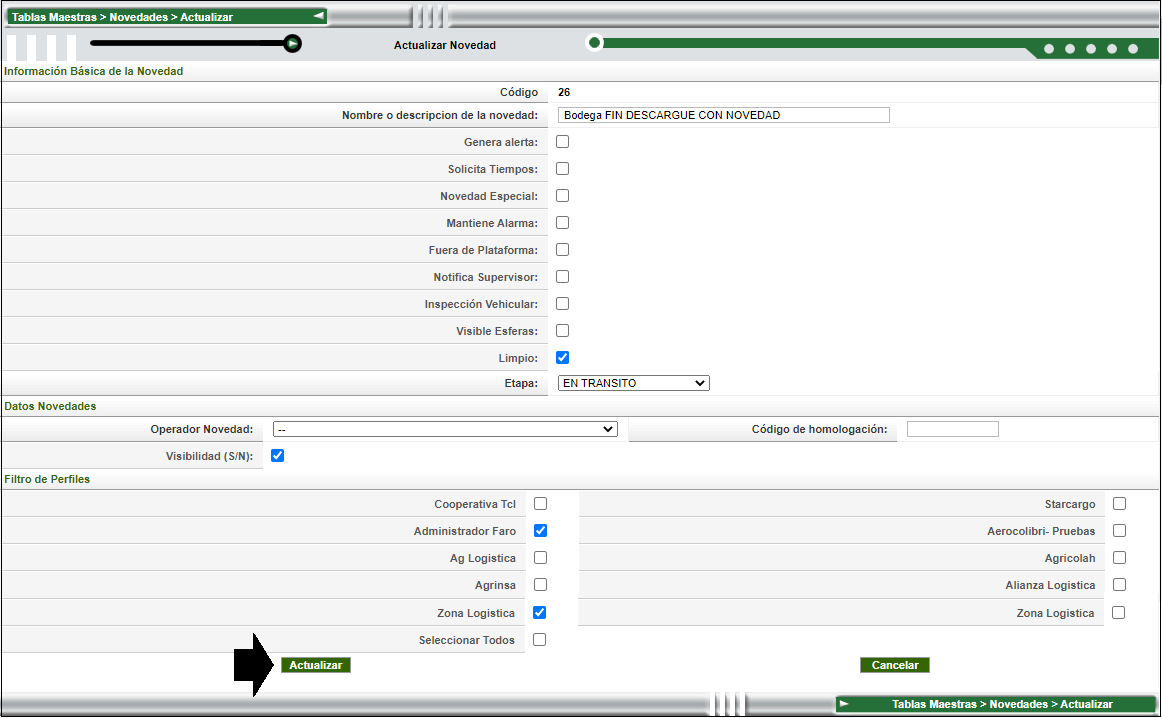 Tablas Maestras > Novedades > Actualizar
Actualizar Novedad
Información Básica de la Novedad
Código 26
Nombre o descripcion de la novedad: Bodega FIN DESCARGUE CON NOVEDAD
Genera alerta:
Solicita Tiempos:
Novedad Especial:
Mantiene Alarma:
Fuera de Plataforma:
Notifica Supervisor:
Inspección Vehicular:
Visible Esferas:
Limpio:
Etapa: EN TRANSITO
Datos Novedades
Operador Novedad: -- Código de homologación:
Visibilidad (S/N):
Filtro de Perfiles
Cooperativa Tcl Starcargo
Administrador Faro Aerocolibri- Pruebas
Ag Logistica Agricolah
Agrinsa Alianza Logistica
Zona Logistica Zona Logistica
Seleccionar Todos
Actualizar Cancelar
Tablas Maestras > Novedades > Actualizar